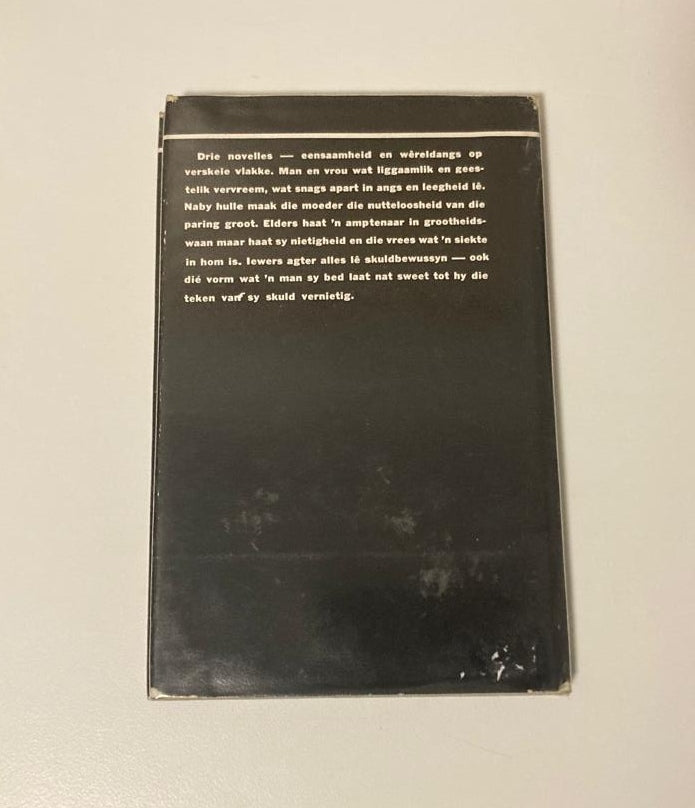 Drie novelles — eensaamheid en wêreldangs op
verskeie vlakke. Man en vrou wat liggaamlik en gees-
telik vervreem, wat snags apart in angs en leegheid lê.
Naby hulle maak die moeder die nutteloosheid van die
paring groot. Elders haat 'n amptenaar in grootheids-
waan maar haat sy nietigheid en die vrees wat 'n siekte
in hom is. Iewers agter alles lê skuldbewussyn — ook
dié vorm wat 'n man sy bed laat nat sweet tot hy die
teken van sy skuld vernietig.